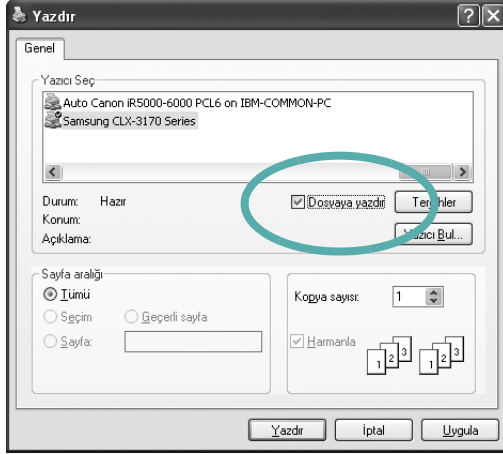 Yazdır
Genel
Yazıcı Seç
Auto Canon iR5000-6000 PCL6 on IBM-COMMON-PC
Samsung CLX-3170 Series
Durum: Hazır
Dosyaya yazdır
Tercihler
Konum:
Açıklama:
Yazıcı Bul...
Sayfa aralığı
Tümü
Seçim
Geçerli sayfa
Sayfa:
Kopya sayısı:
1
Harmanla
1 2 3
1 2 3
Yazdır
İptal
Uygula